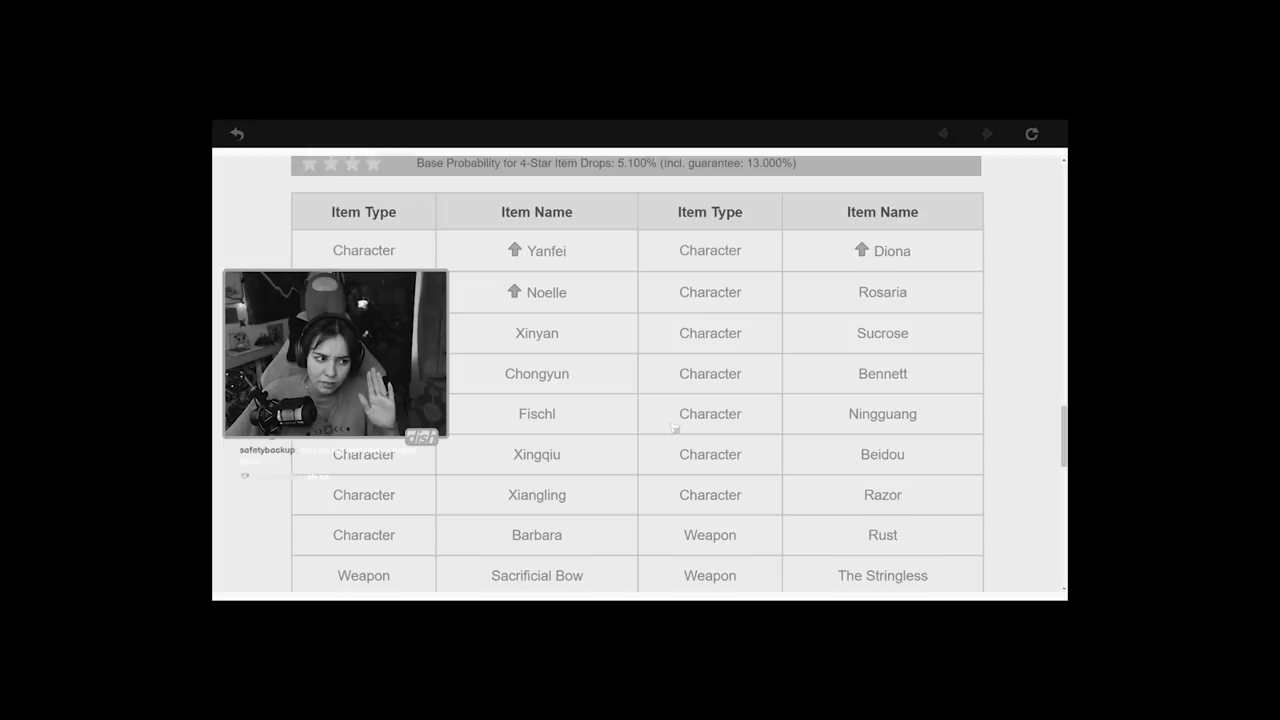 Base Probability for 4-Star Item Drops: 5.100% (incl. guarantee: 13.000%)
Item Type Item Name Item Type Item Name
Character Yanfei Character Diona
Noelle Character Rosaria
Xinyan Character Sucrose
Chongyun Character Bennett
Fischl Character Ningguang
dish
safetybackup:
Character Xingqiu Character Beidou
Character Xiangling Character Razor
Character Barbara Weapon Rust
Weapon Sacrificial Bow Weapon The Stringless